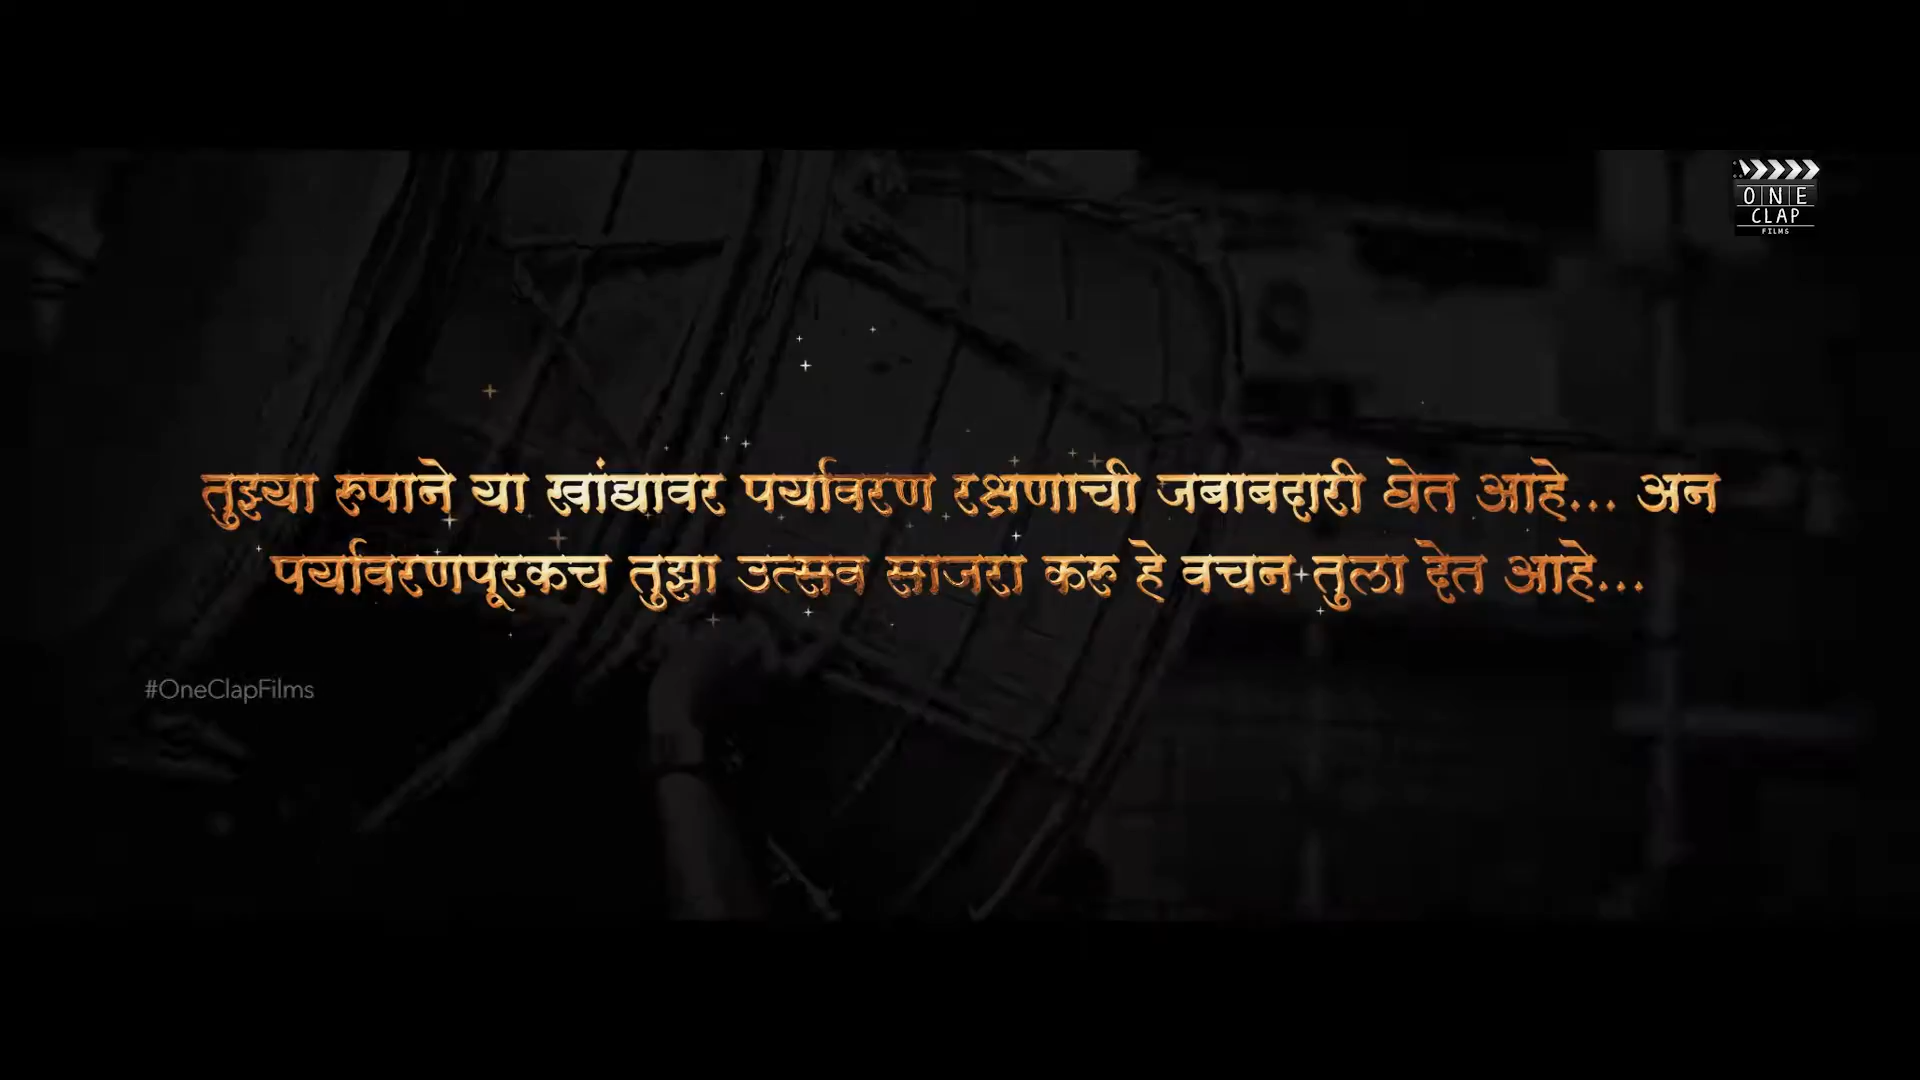 ONE
CLAP
FILMS
तुझ्या रुपाने या खांद्यावर पर्यावरण रक्षणाची जबाबदारी घेत आहे... अन
पर्यावरणपूरकच तुझा उत्सव साजरा करु हे वचन तुला देत आहे...
#OneClapFilms